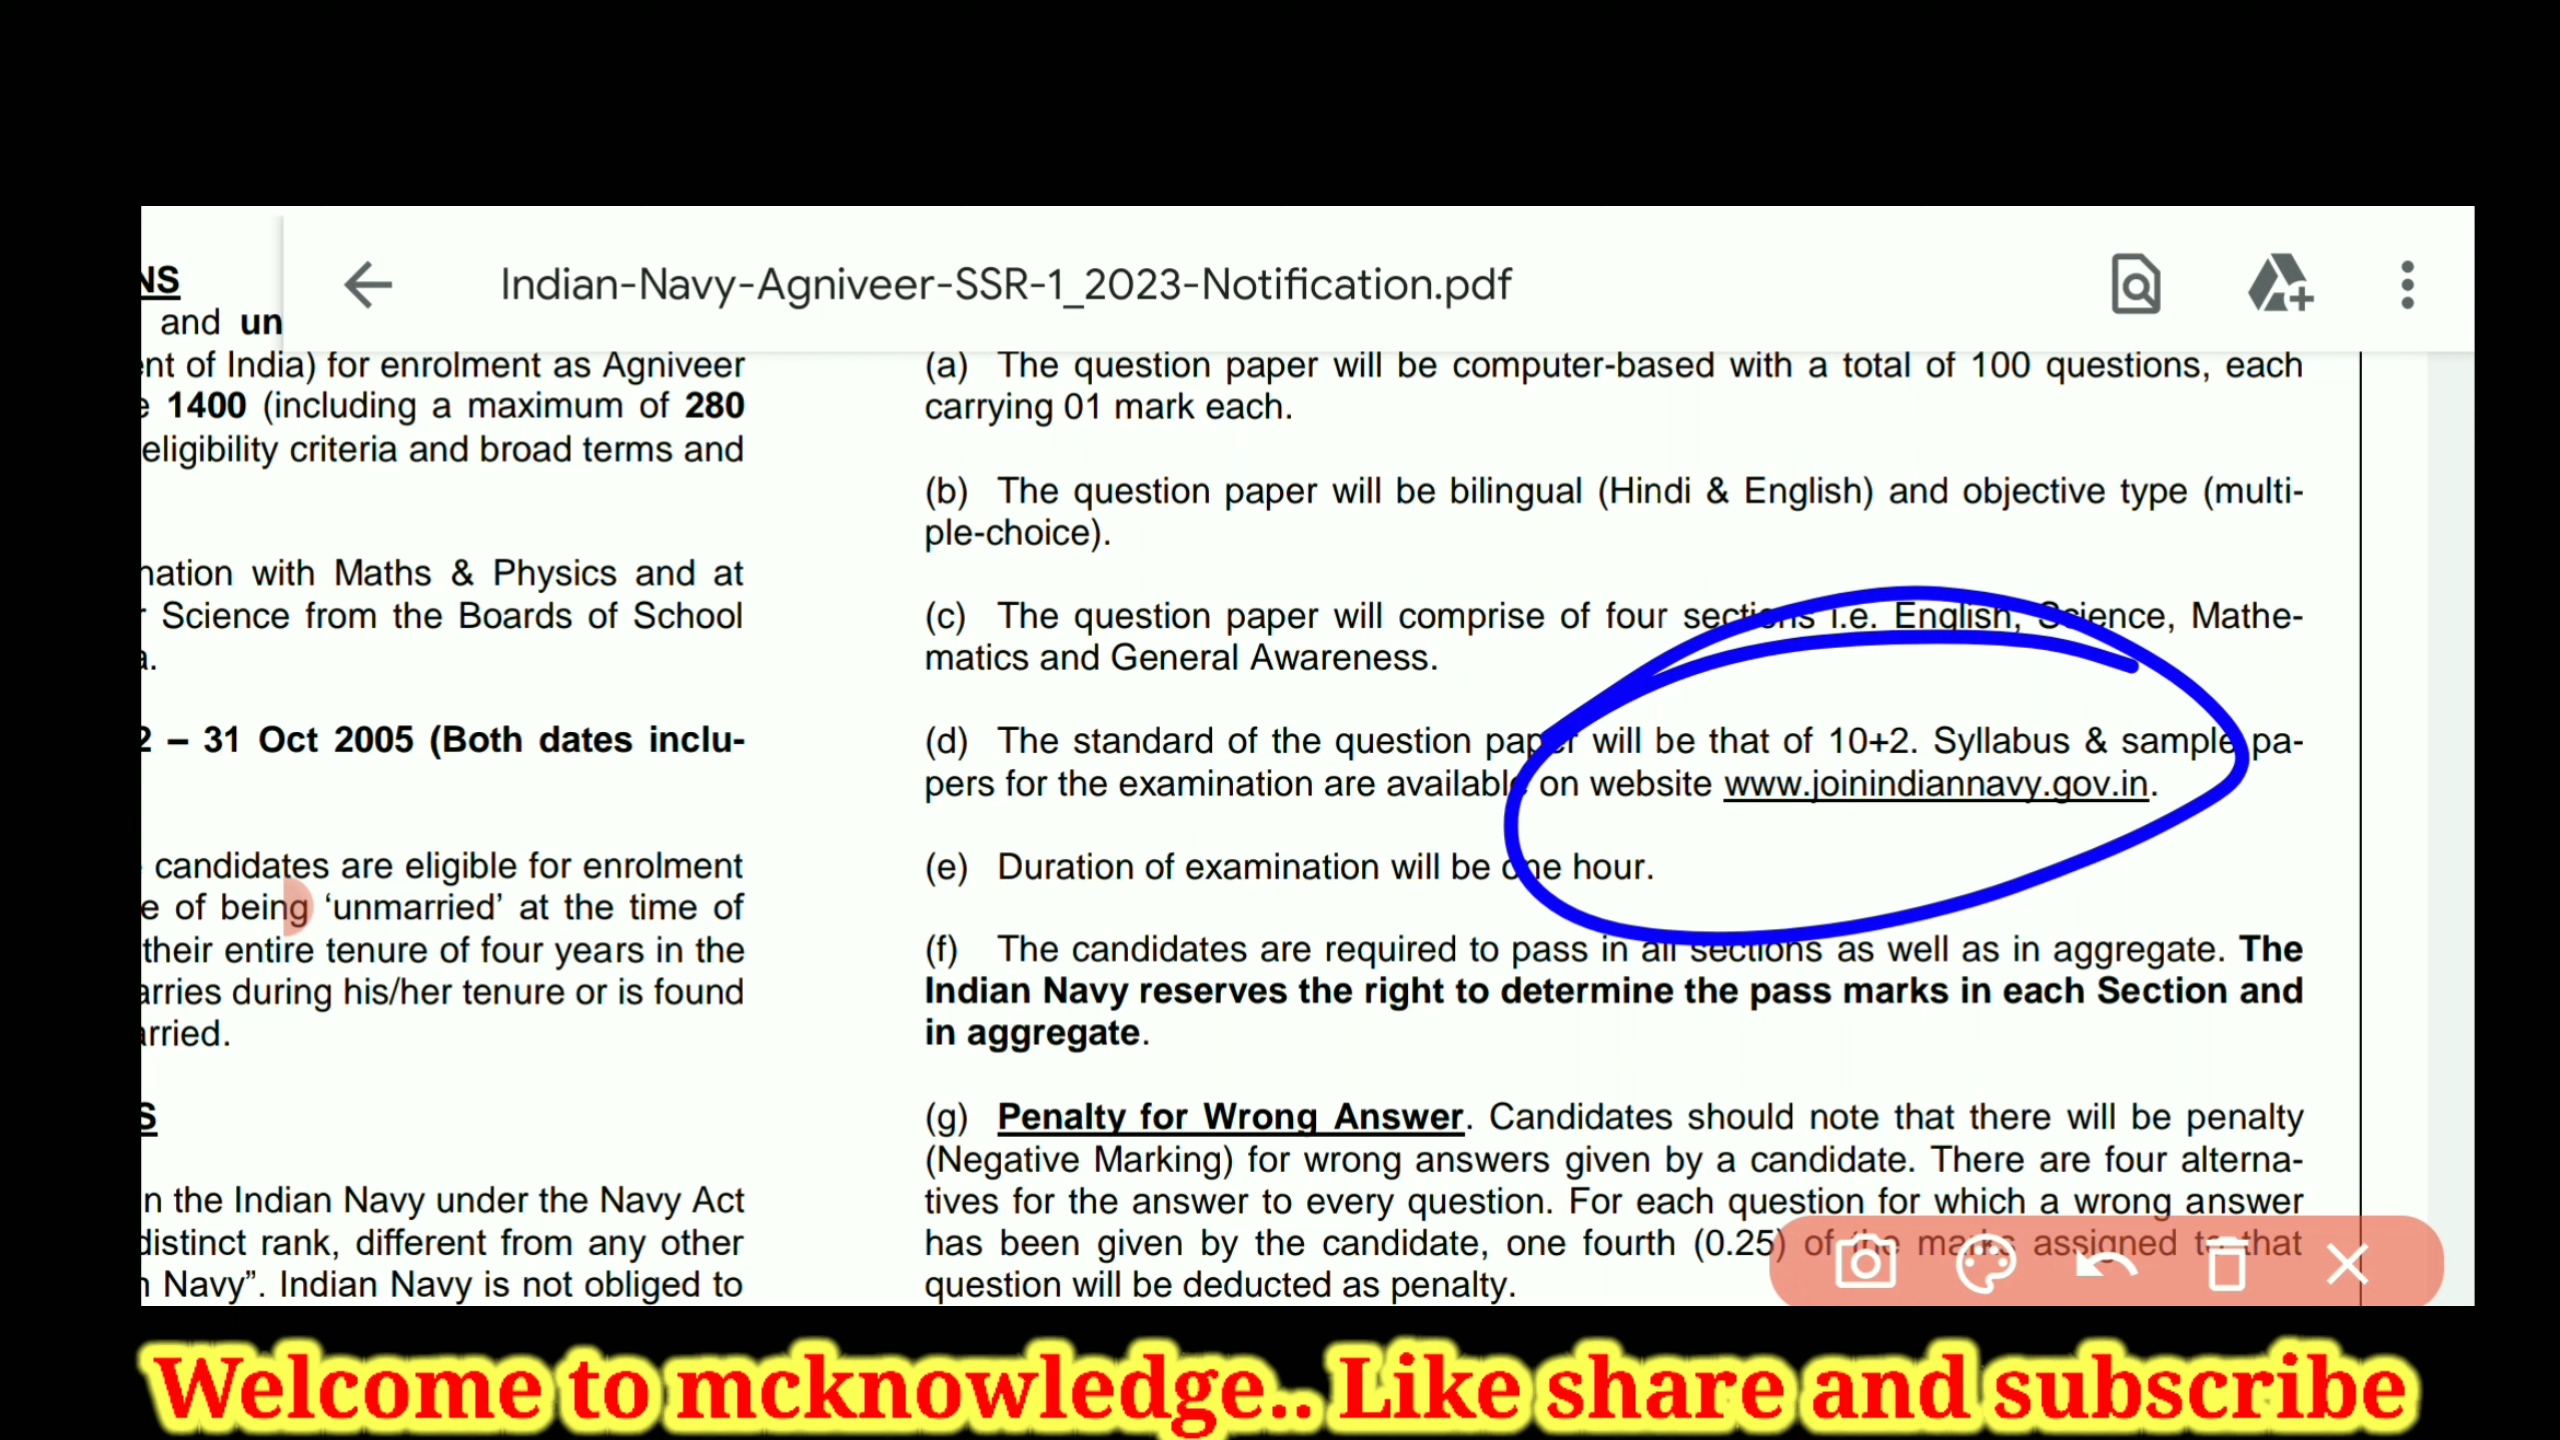 Indian-Navy-Agniveer-SSR-1_2023-Notification.pdf
NS
and un
ent of India) for enrolment as Agniveer
e 1400 (including a maximum of 280
eligibility criteria and broad terms and
nation with Maths & Physics and at
r Science from the Boards of School
a.
2 – 31 Oct 2005 (Both dates inclu-
candidates are eligible for enrolment
e of being ‘unmarried’ at the time of
their entire tenure of four years in the
arries during his/her tenure or is found
arried.
S
n the Indian Navy under the Navy Act
distinct rank, different from any other
n Navy”. Indian Navy is not obliged to
(a) The question paper will be computer-based with a total of 100 questions, each
carrying 01 mark each.
(b) The question paper will be bilingual (Hindi & English) and objective type (multi-
ple-choice).
(c) The question paper will comprise of four sections i.e. English, Science, Mathe-
matics and General Awareness.
(d) The standard of the question paper will be that of 10+2. Syllabus & sample pa-
pers for the examination are available on website www.joinindiannavy.gov.in.
(e) Duration of examination will be one hour.
(f) The candidates are required to pass in all sections as well as in aggregate. The
Indian Navy reserves the right to determine the pass marks in each Section and
in aggregate.
(g) Penalty for Wrong Answer. Candidates should note that there will be penalty
(Negative Marking) for wrong answers given by a candidate. There are four alterna-
tives for the answer to every question. For each question for which a wrong answer
has been given by the candidate, one fourth (0.25) of the marks assigned to that
question will be deducted as penalty.
Welcome to mcknowledge.. Like share and subscribe